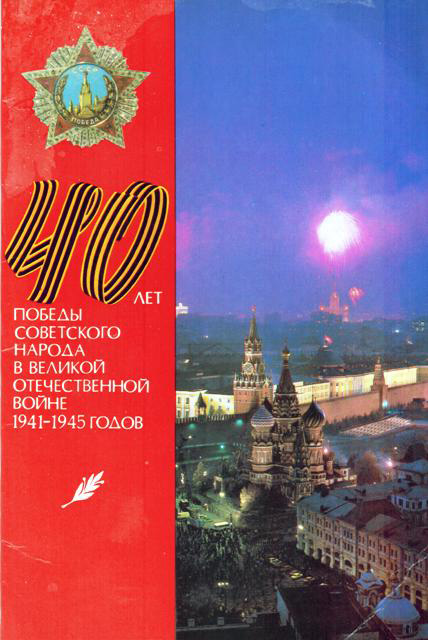 ПОБЕДА
40
ЛЕТ
ПОБЕДЫ
СОВЕТСКОГО
НАРОДА
В ВЕЛИКОЙ
ОТЕЧЕСТВЕННОЙ
ВОЙНЕ
1941-1945 ГОДОВ